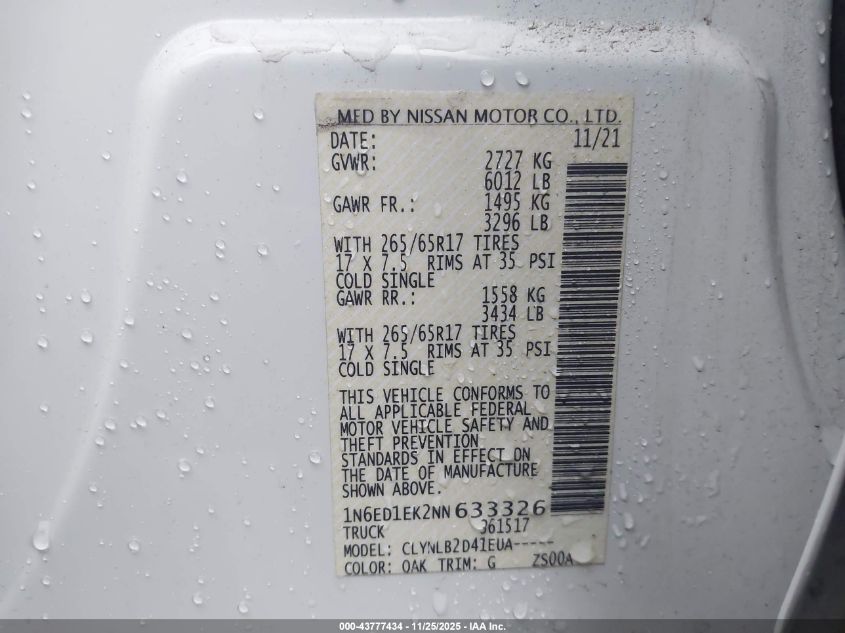 MFD BY NISSAN MOTOR CO., LTD.
DATE: 11/21
GVWR: 2727 KG
6012 LB
GAWR FR.: 1495 KG
3296 LB
WITH 265/65R17 TIRES
17 X 7.5 RIMS AT 35 PSI
COLD SINGLE
GAWR RR.: 1558 KG
3434 LB
WITH 265/65R17 TIRES
17 X 7.5 RIMS AT 35 PSI
COLD SINGLE
THIS VEHICLE CONFORMS TO
ALL APPLICABLE FEDERAL
MOTOR VEHICLE SAFETY AND
THEFT PREVENTION
STANDARDS IN EFFECT ON
THE DATE OF MANUFACTURE
SHOWN ABOVE.
1N6ED1EK2NN633326
TRUCK 361517
MODEL: CLYNLB2D41EUA-----
COLOR: QAK TRIM: G ZS00A
000-43777434 - 11/25/2025 - IAA Inc.